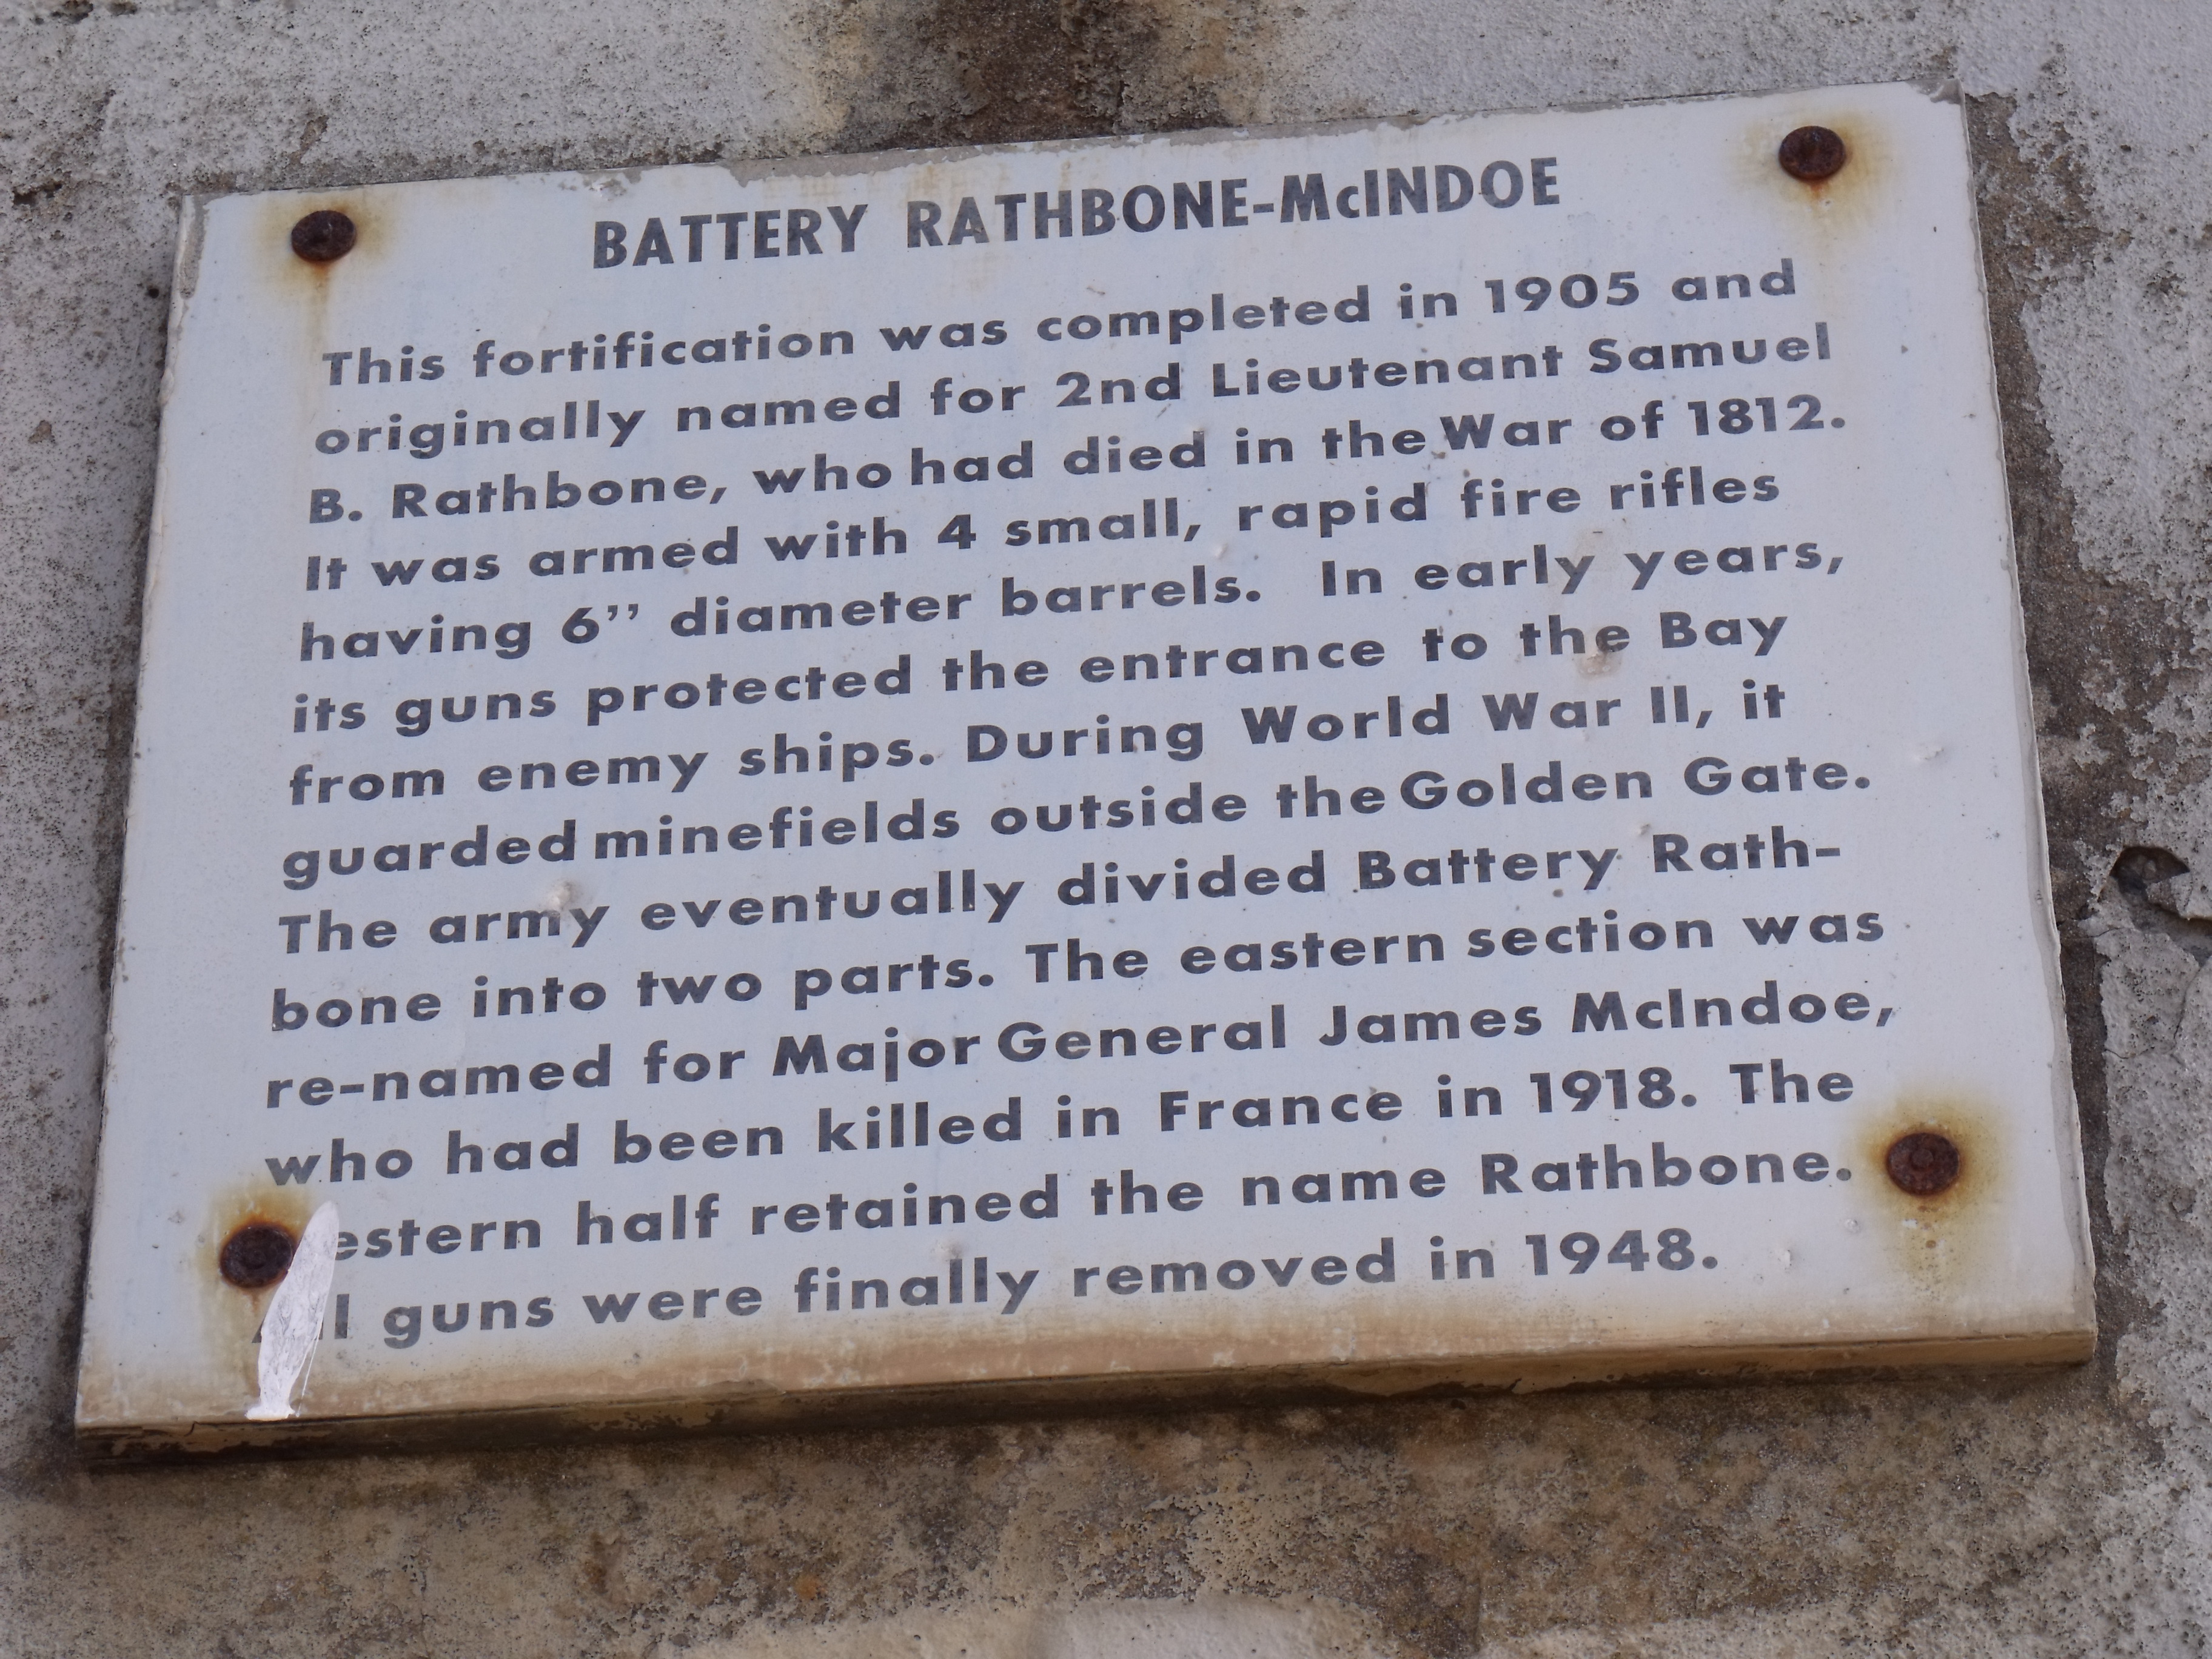 BATTERY RATHBONE-McINDOE
This fortification was completed in 1905 and
originally named for 2nd Lieutenant Samuel
B. Rathbone, who had died in the War of 1812.
It was armed with 4 small, rapid fire rifles
having 6” diameter barrels. In early years,
its guns protected the entrance to the Bay
from enemy ships. During World War II, it
guarded minefields outside the Golden Gate.
The army eventually divided Battery Rath-
bone into two parts. The eastern section was
re-named for Major General James McIndoe,
who had been killed in France in 1918. The
estern half retained the name Rathbone.
ll guns were finally removed in 1948.